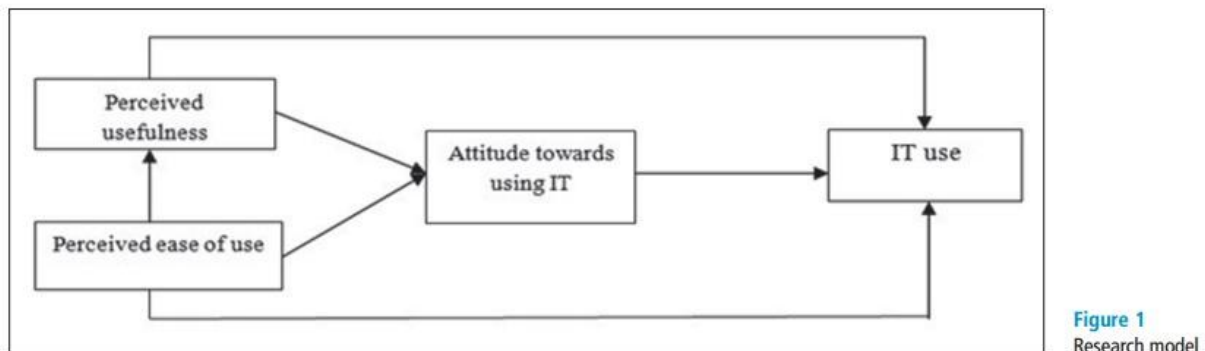 Perceived
usefulness
Attitude towards
using IT
IT use
Perceived ease of use
Figure 1
Research model